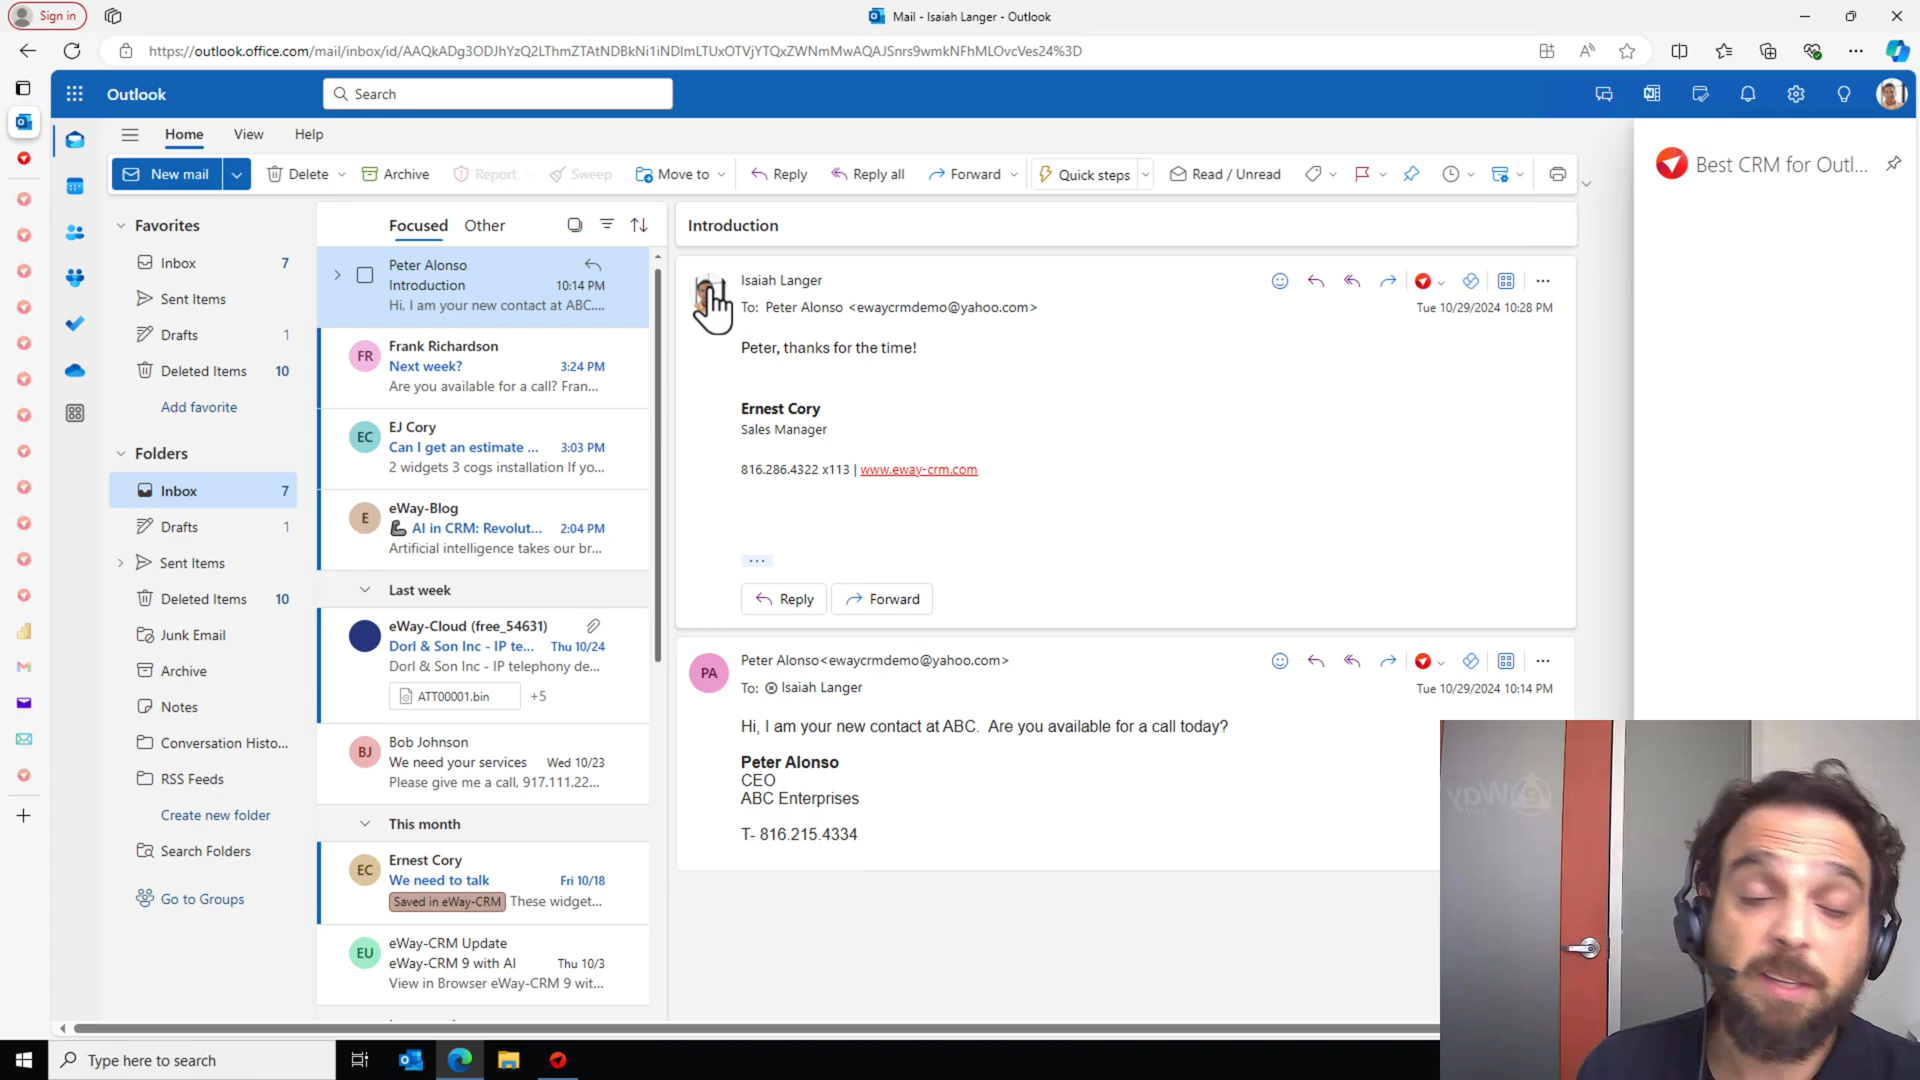 Sign in
Mail - Isaiah Langer - Outlook
https://outlook.office.com/mail/inbox/id/AAQkADg3ODJhYzQ2LThmZTAtNDBkNi1iNDlmLTUxOTVjYTQxZWNmMwAQAJSnrs9wmkNFhMLOvcVes24%3D
Outlook
Search
Home View Help
New mail Delete Archive Report Sweep Move to Reply Reply all Forward Quick steps Read / Unread
Best CRM for Outl...
Favorites
Inbox 7
Sent Items
Drafts 1
Deleted Items 10
Add favorite
Folders
Inbox 7
Drafts 1
Sent Items
Deleted Items 10
Junk Email
Archive
Notes
Conversation Histo...
RSS Feeds
Create new folder
Search Folders
Go to Groups
Focused Other
Peter Alonso
Introduction 10:14 PM
Hi, I am your new contact at ABC....
FR
Frank Richardson
Next week? 3:24 PM
Are you available for a call? Fran...
EC
EJ Cory
Can I get an estimate ... 3:03 PM
2 widgets 3 cogs installation If yo...
E
eWay-Blog
AI in CRM: Revolut... 2:04 PM
Artificial intelligence takes our br...
Last week
eWay-Cloud (free_54631)
Dorl & Son Inc - IP te... Thu 10/24
Dorl & Son Inc - IP telephony de...
ATT00001.bin +5
BJ
Bob Johnson
We need your services Wed 10/23
Please give me a call, 917.111.22...
This month
EC
Ernest Cory
We need to talk Fri 10/18
Saved in eWay-CRM These widget...
EU
eWay-CRM Update
eWay-CRM 9 with AI Thu 10/3
View in Browser eWay-CRM 9 wit...
Introduction
Isaiah Langer
To: Peter Alonso <ewaycrmdemo@yahoo.com>
Tue 10/29/2024 10:28 PM
Peter, thanks for the time!
Ernest Cory
Sales Manager
816.286.4322 x113 | www.eway-crm.com
...
Reply Forward
PA
Peter Alonso<ewaycrmdemo@yahoo.com>
To: Isaiah Langer
Tue 10/29/2024 10:14 PM
Hi, I am your new contact at ABC. Are you available for a call today?
Peter Alonso
CEO
ABC Enterprises
T- 816.215.4334
eWay
Type here to search